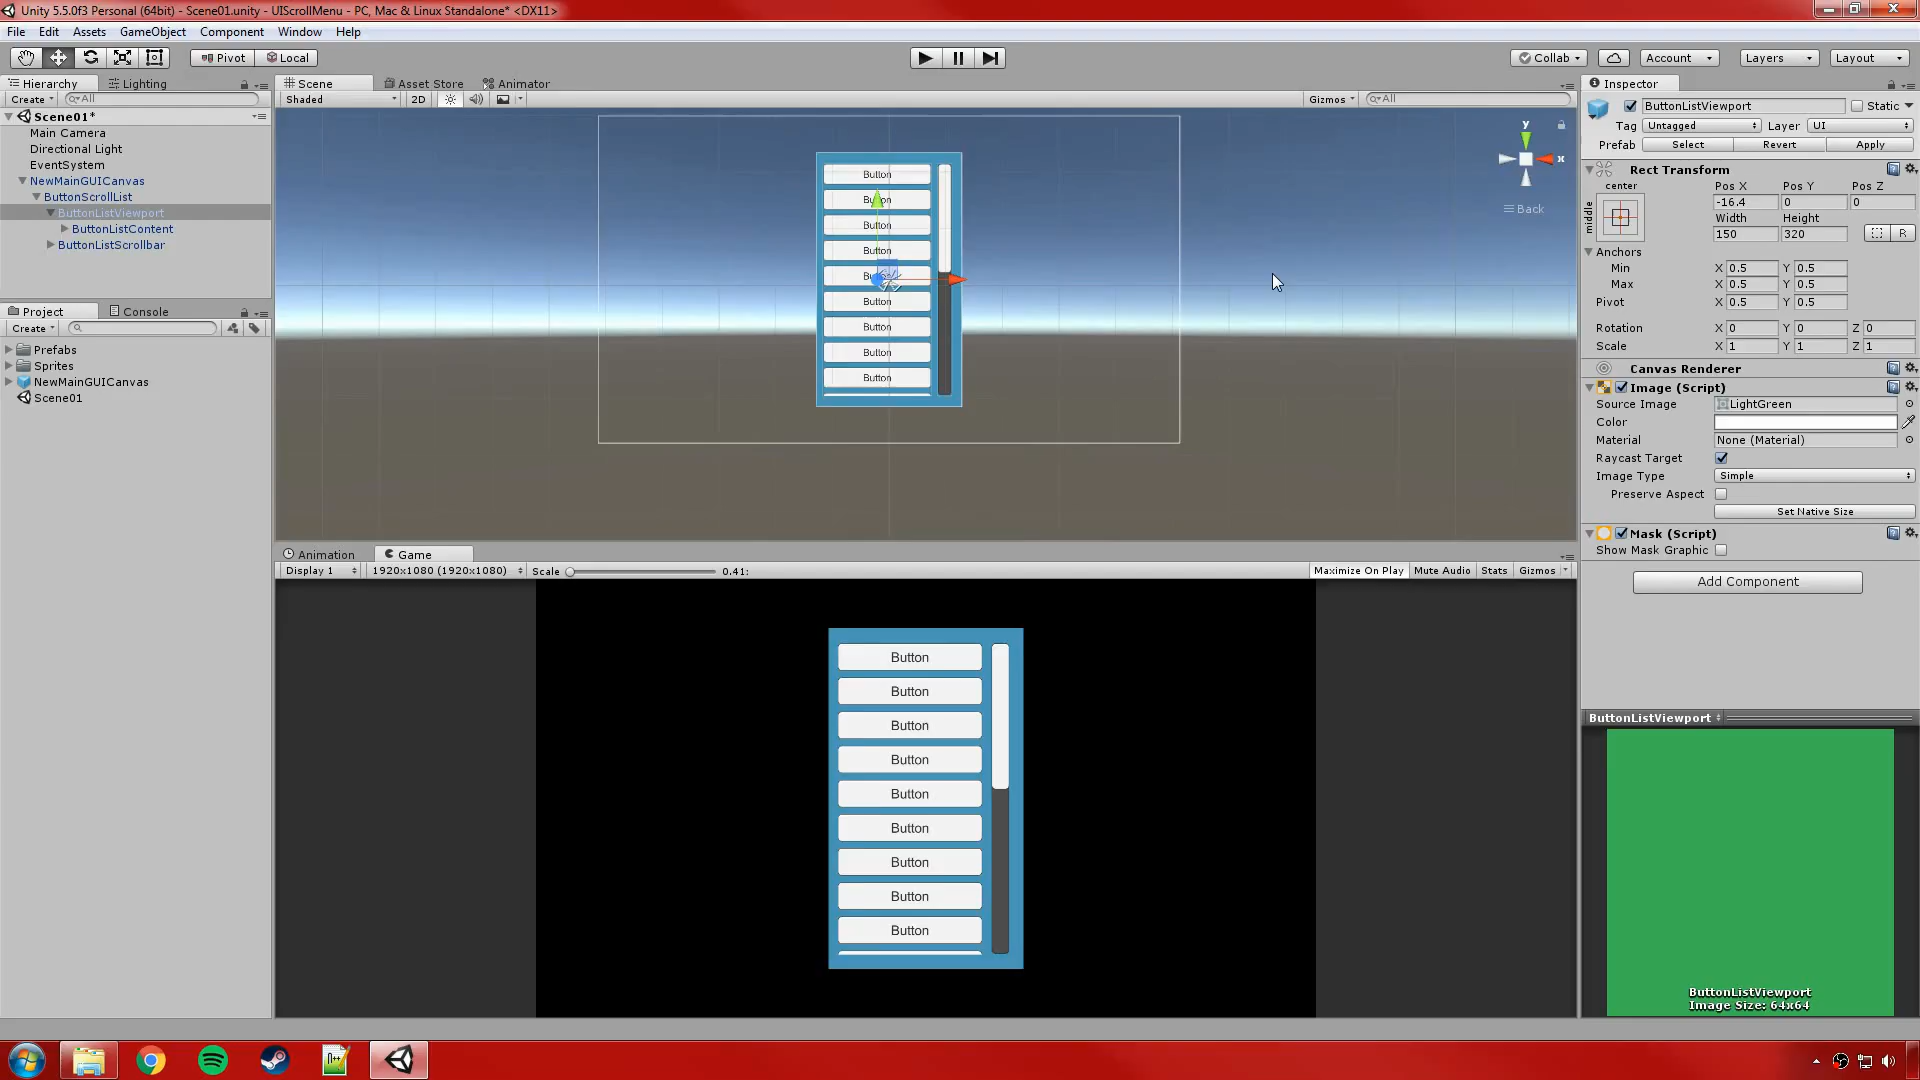 Unity 5.5.0f3 Personal (64bit) - Scene01.unity - UIScrollMenu - PC, Mac & Linux Standalone* <DX11>
File Edit Assets GameObject Component Window Help
Pivot Local Collab Account Layers Layout
Hierarchy Lighting Scene Asset Store Animator Inspector
Create All Shaded 2D Gizmos All
ButtonListViewport Static
Scene01*
Main Camera
Directional Light
EventSystem
NewMainGUICanvas
ButtonScrollList
ButtonListViewport
ButtonListContent
ButtonListScrollbar
Project Console
Create
Prefabs
Sprites
NewMainGUICanvas
Scene01
y
x
Back
Button
Button
Button
Button
Button
Button
Button
Button
Animation Game
Display 1 1920x1080 (1920x1080) Scale 0.41: Maximize On Play Mute Audio Stats Gizmos
Button
Button
Button
Button
Button
Button
Button
Button
Button
Tag Untagged Layer UI
Prefab Select Revert Apply
Rect Transform
center Pos X Pos Y Pos Z
middle -16.4 0 0
Width Height
150 320 R
Anchors
Min X 0.5 Y 0.5
Max X 0.5 Y 0.5
Pivot X 0.5 Y 0.5
Rotation X 0 Y 0 Z 0
Scale X 1 Y 1 Z 1
Canvas Renderer
Image (Script)
Source Image LightGreen
Color
Material None (Material)
Raycast Target
Image Type Simple
Preserve Aspect
Set Native Size
Mask (Script)
Show Mask Graphic
Add Component
ButtonListViewport
ButtonListViewport
Image Size: 64x64